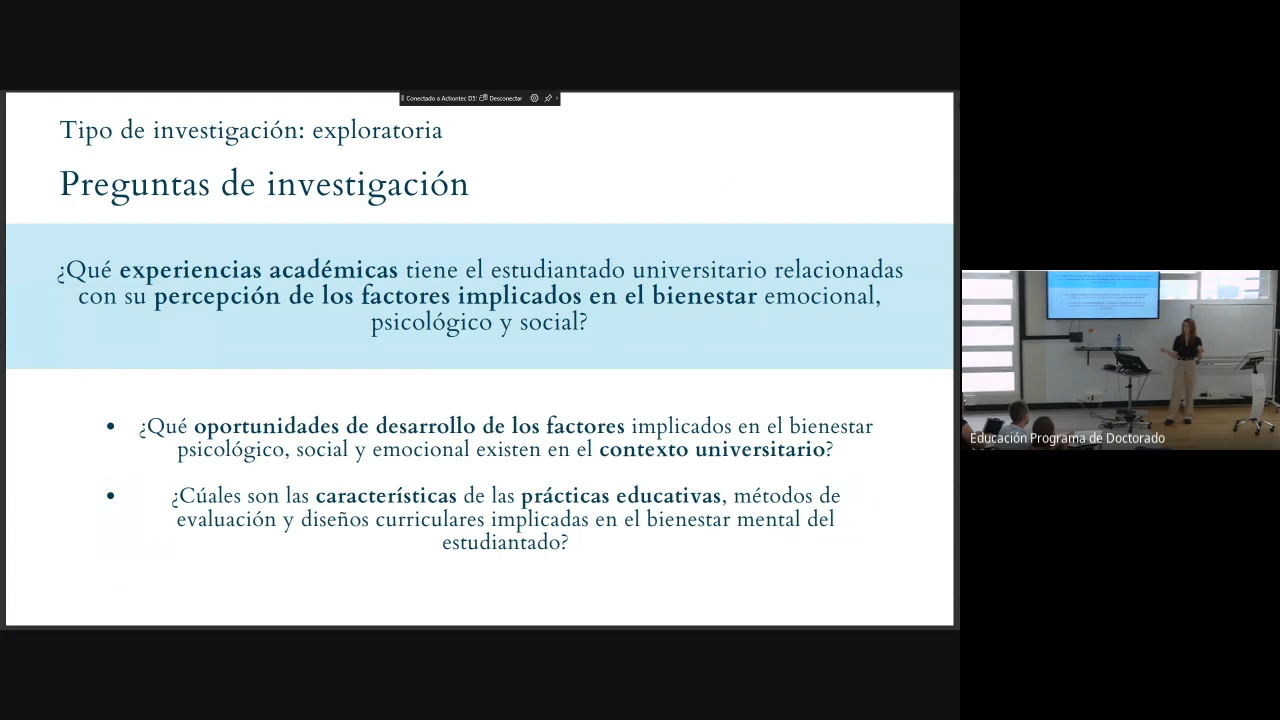 Conectado a Actiontec D5: Desconectar
Tipo de investigación: exploratoria
Preguntas de investigación
¿Qué experiencias académicas tiene el estudiantado universitario relacionadas
con su percepción de los factores implicados en el bienestar emocional,
psicológico y social?
• ¿Qué oportunidades de desarrollo de los factores implicados en el bienestar
psicológico, social y emocional existen en el contexto universitario?
• ¿Cúales son las características de las prácticas educativas, métodos de
evaluación y diseños curriculares implicadas en el bienestar mental del
estudiantado?
Educación Programa de Doctorado